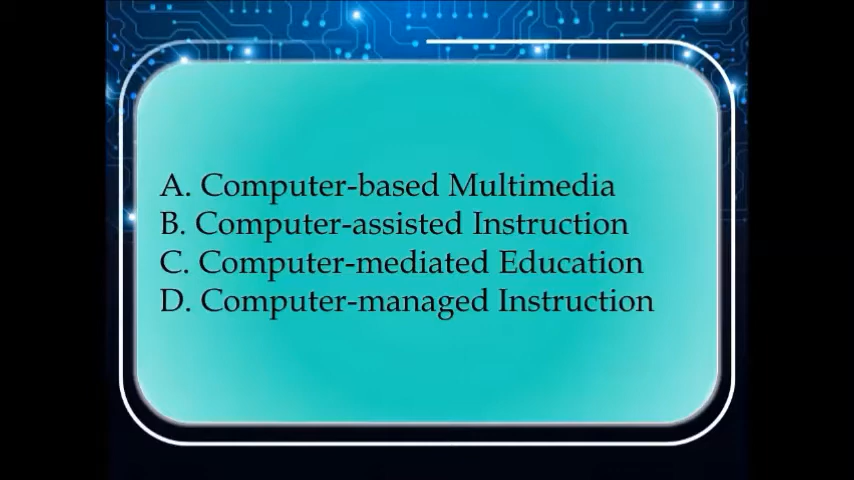 A. Computer-based Multimedia
B. Computer-assisted Instruction
C. Computer-mediated Education
D. Computer-managed Instruction